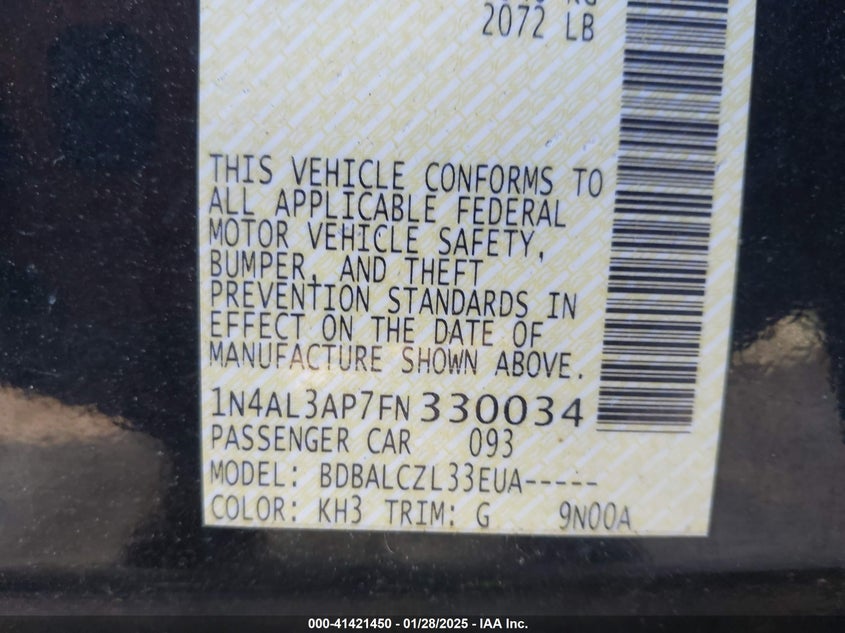 2072 LB
THIS VEHICLE CONFORMS TO
ALL APPLICABLE FEDERAL
MOTOR VEHICLE SAFETY,
BUMPER, AND THEFT
PREVENTION STANDARDS IN
EFFECT ON THE DATE OF
MANUFACTURE SHOWN ABOVE.
1N4AL3AP7FN330034
PASSENGER CAR 093
MODEL: BDBALCZL33EUA-----
COLOR: KH3 TRIM: G 9N00A
000-41421450 - 01/28/2025 - IAA Inc.